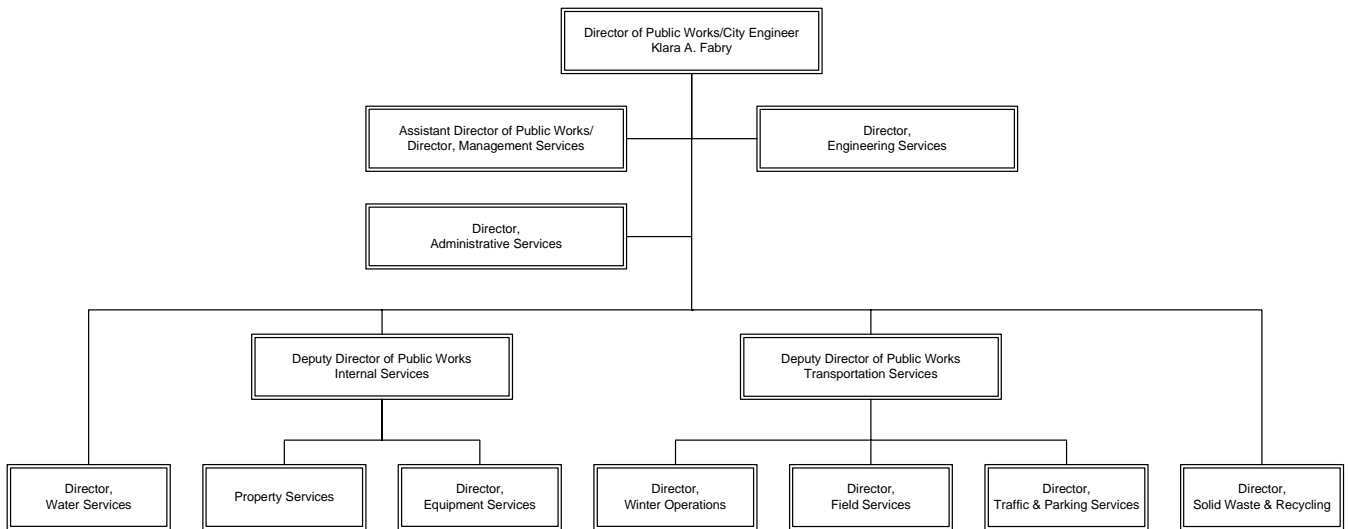 Director of Public Works/City Engineer
Klara A. Fabry
Assistant Director of Public Works/
Director, Management Services
Director,
Engineering Services
Director,
Administrative Services
Deputy Director of Public Works
Internal Services
Deputy Director of Public Works
Transportation Services
Director,
Water Services
Property Services
Director,
Equipment Services
Director,
Winter Operations
Director,
Field Services
Director,
Traffic & Parking Services
Director,
Solid Waste & Recycling